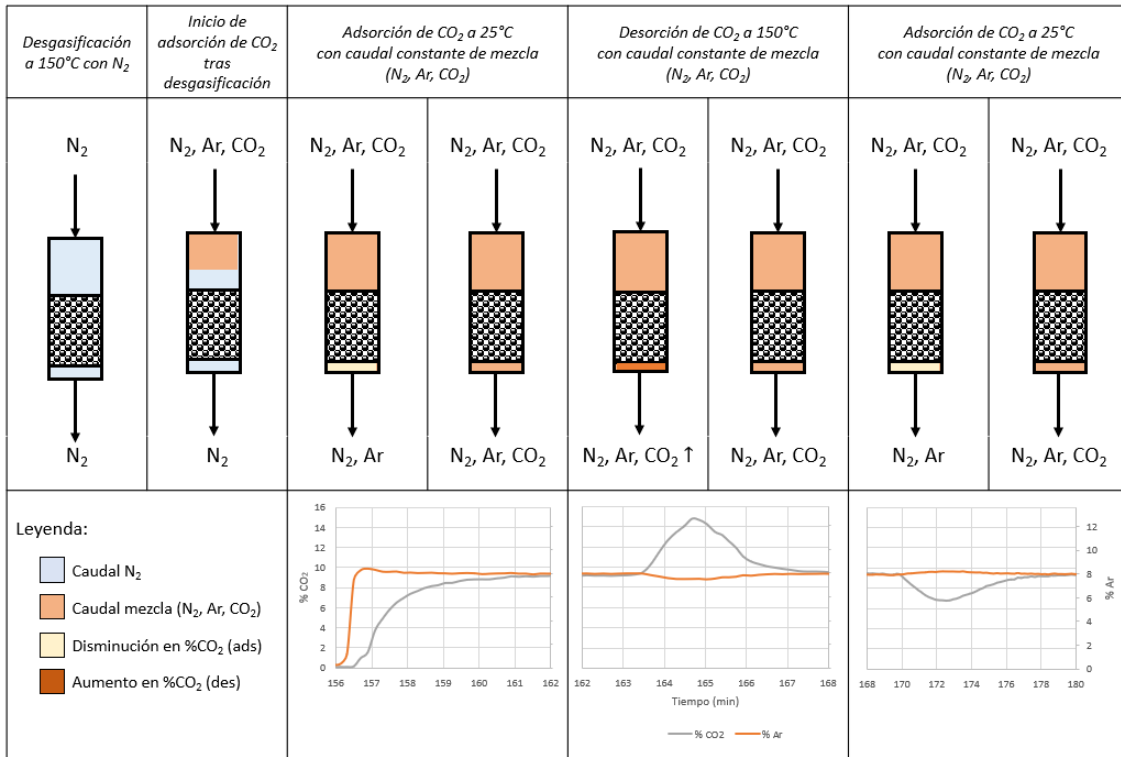 Desgasificación
a 150°C con N₂
Inicio de
adsorción de CO₂
tras
desgasificación
Adsorción de CO₂ a 25°C
con caudal constante de mezcla
(N₂, Ar, CO₂)
Desorción de CO₂ a 150°C
con caudal constante de mezcla
(N₂, Ar, CO₂)
Adsorción de CO₂ a 25°C
con caudal constante de mezcla
(N₂, Ar, CO₂)
N₂
N₂, Ar, CO₂
N₂, Ar, CO₂
N₂, Ar, CO₂
N₂, Ar, CO₂
N₂, Ar, CO₂
N₂, Ar, CO₂
N₂, Ar, CO₂
N₂
N₂
N₂, Ar
N₂, Ar, CO₂
N₂, Ar, CO₂ ↑
N₂, Ar, CO₂
N₂, Ar
N₂, Ar, CO₂
Leyenda:
Caudal N₂
Caudal mezcla (N₂, Ar, CO₂)
Disminución en %CO₂ (ads)
Aumento en %CO₂ (des)
% CO₂
16
14
12
10
8
6
4
2
0
156 157 158 159 160 161 162
162 163 164 165 166 167 168
Tiempo (min)
% CO2 % Ar
168 170 172 174 176 178 180
12
10
8
6
4
2
0
% Ar